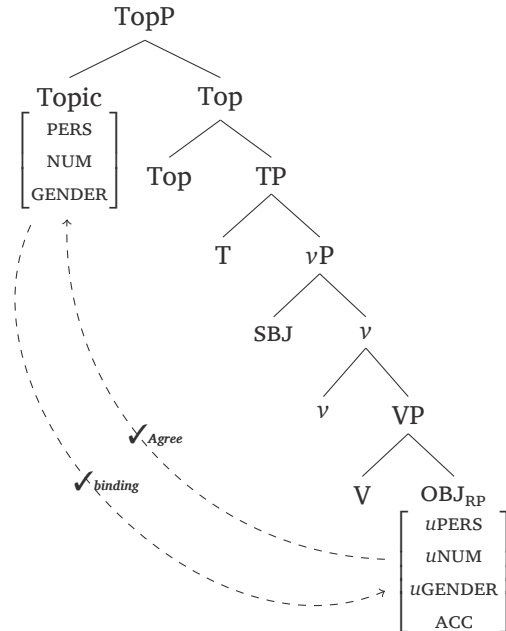 TopP
Topic Top
PERS
NUM
GENDER
Top TP
T vP
SBJ v
v VP
✓Agree
✓binding
V OBJRP
uPERS
uNUM
uGENDER
ACC